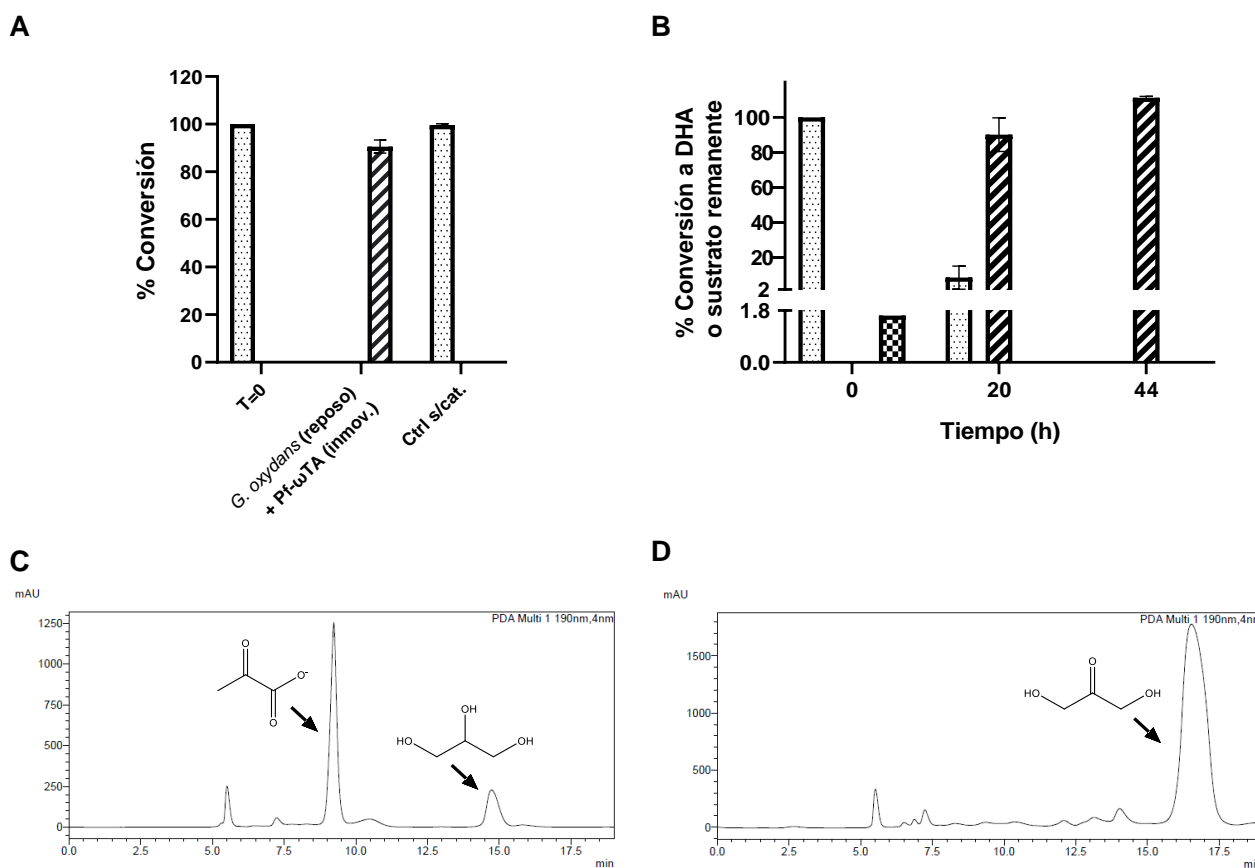 A
% Conversión
120
100
80
60
40
20
0
T=0
G. oxydans (reposo)
+ Pf-ωTA (inmov.)
Ctrl s/cat.
B
% Conversión a DHA
o sustrato remanente
100
80
60
40
20
2
1.8
0.0
0
20
44
Tiempo (h)
C
mAU
PDA Multi 1 190nm,4nm
1250
1000
750
500
250
0
O
O-
O
OH
HO
OH
0.0
2.5
5.0
7.5
10.0
12.5
15.0
17.5
min
D
mAU
PDA Multi 1 190nm,4nm
1500
1000
500
0
O
HO
OH
0.0
2.5
5.0
7.5
10.0
12.5
15.0
17.5
min